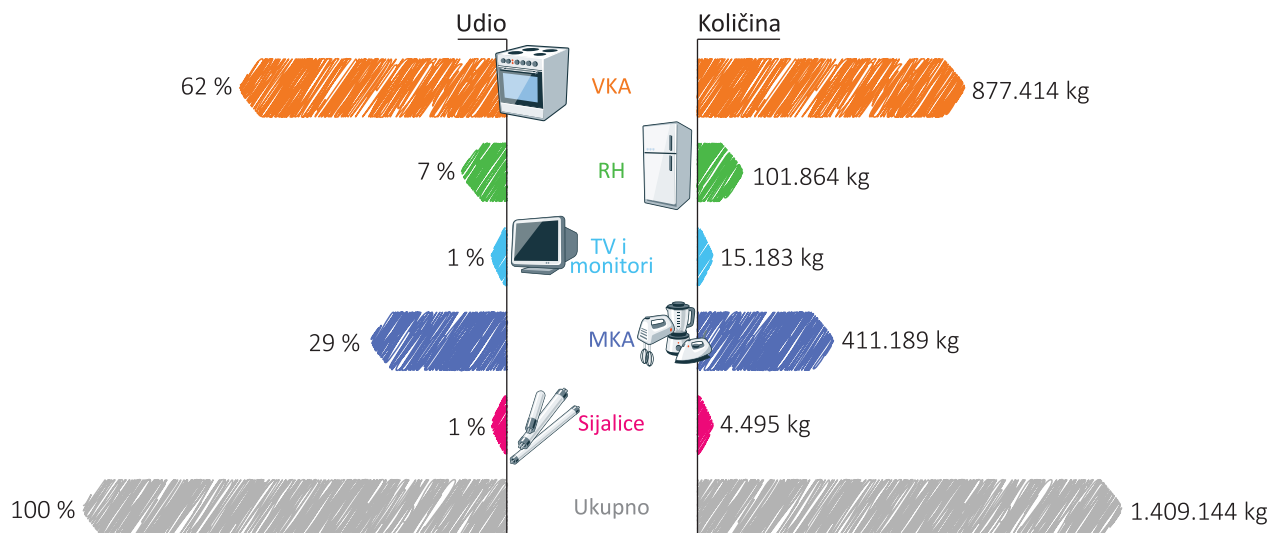 Udio
Količina
62 %
VKA
877.414 kg
7 %
RH
101.864 kg
1 %
TV i
monitori
15.183 kg
29 %
MKA
411.189 kg
1 %
Sijalice
4.495 kg
100 %
Ukupno
1.409.144 kg